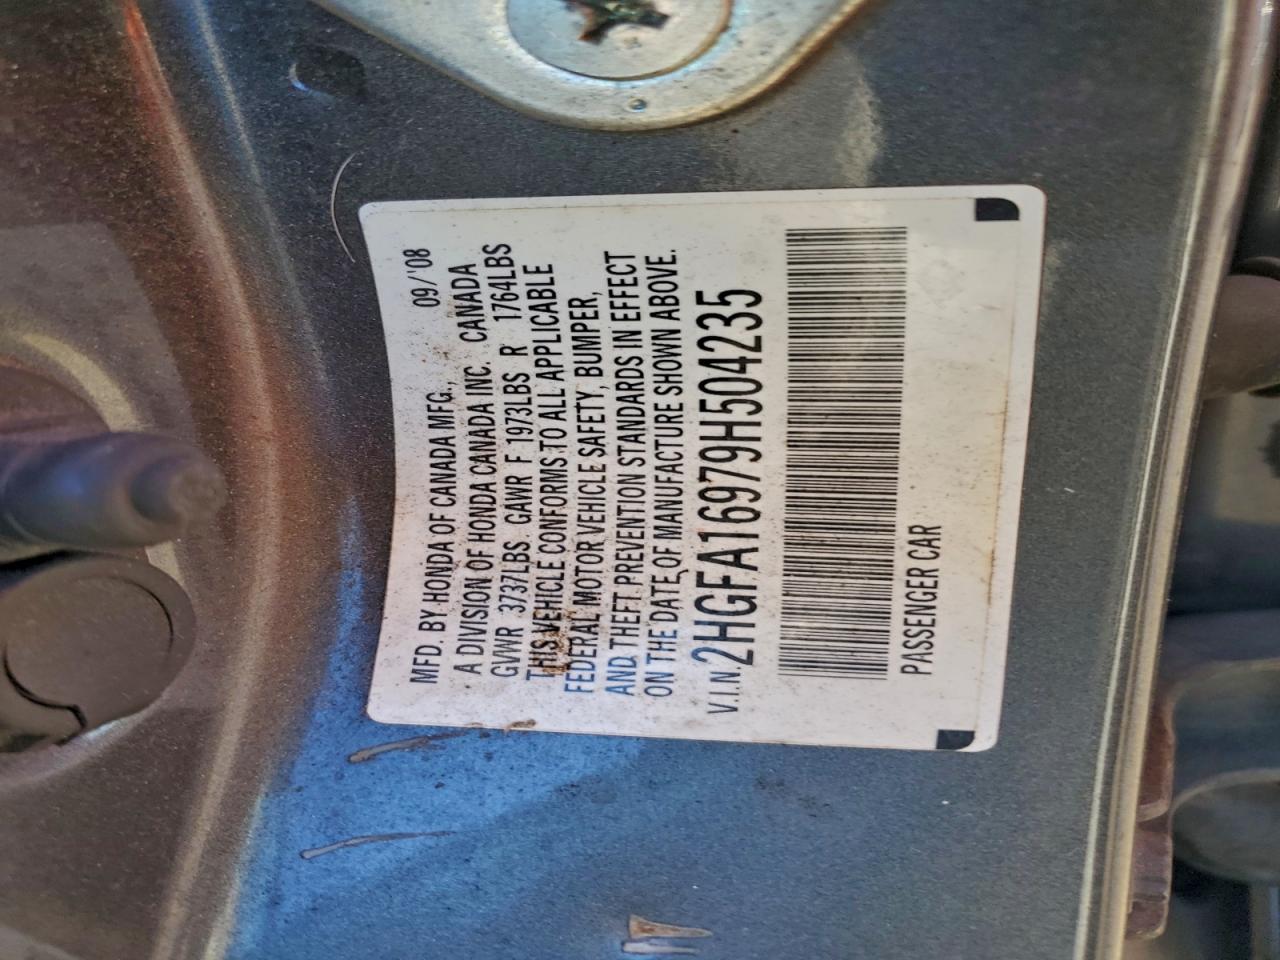 MFD. BY HONDA OF CANADA MFG., 09/'08
A DIVISION OF HONDA CANADA INC. CANADA
GVWR 3737LBS GAWR F 1973LBS R 1764LBS
THIS VEHICLE CONFORMS TO ALL APPLICABLE
FEDERAL MOTOR VEHICLE SAFETY, BUMPER,
AND THEFT PREVENTION STANDARDS IN EFFECT
ON THE DATE OF MANUFACTURE SHOWN ABOVE.
V.I.N. 2HGFA16979H504235
PASSENGER CAR